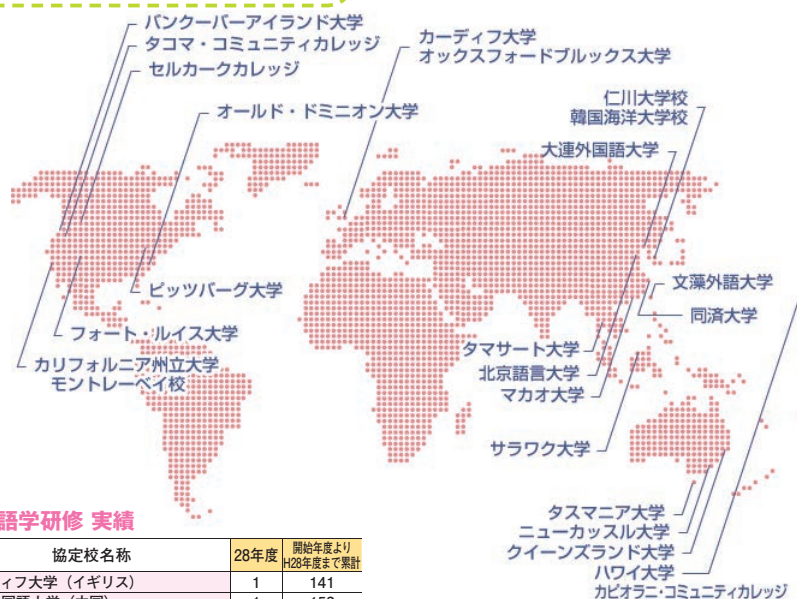 バンクーバーアイランド大学
タコマ・コミュニティカレッジ
セルカークカレッジ
オールド・ドミニオン大学
カーディフ大学
オックスフォードブルックス大学
仁川大学校
韓国海洋大学校
大連外国語大学
ピッツバーグ大学
フォート・ルイス大学
カリフォルニア州立大学
モントレーベイ校
文藻外語大学
同済大学
タマサート大学
北京語言大学
マカオ大学
サラワク大学
タスマニア大学
ニューカッスル大学
クイーンズランド大学
ハワイ大学
カピオラニ・コミュニティカレッジ
語学研修 実績
協定校名称 28年度 開始年度より
H28年度まで累計
ィフ大学（イギリス） 1 141